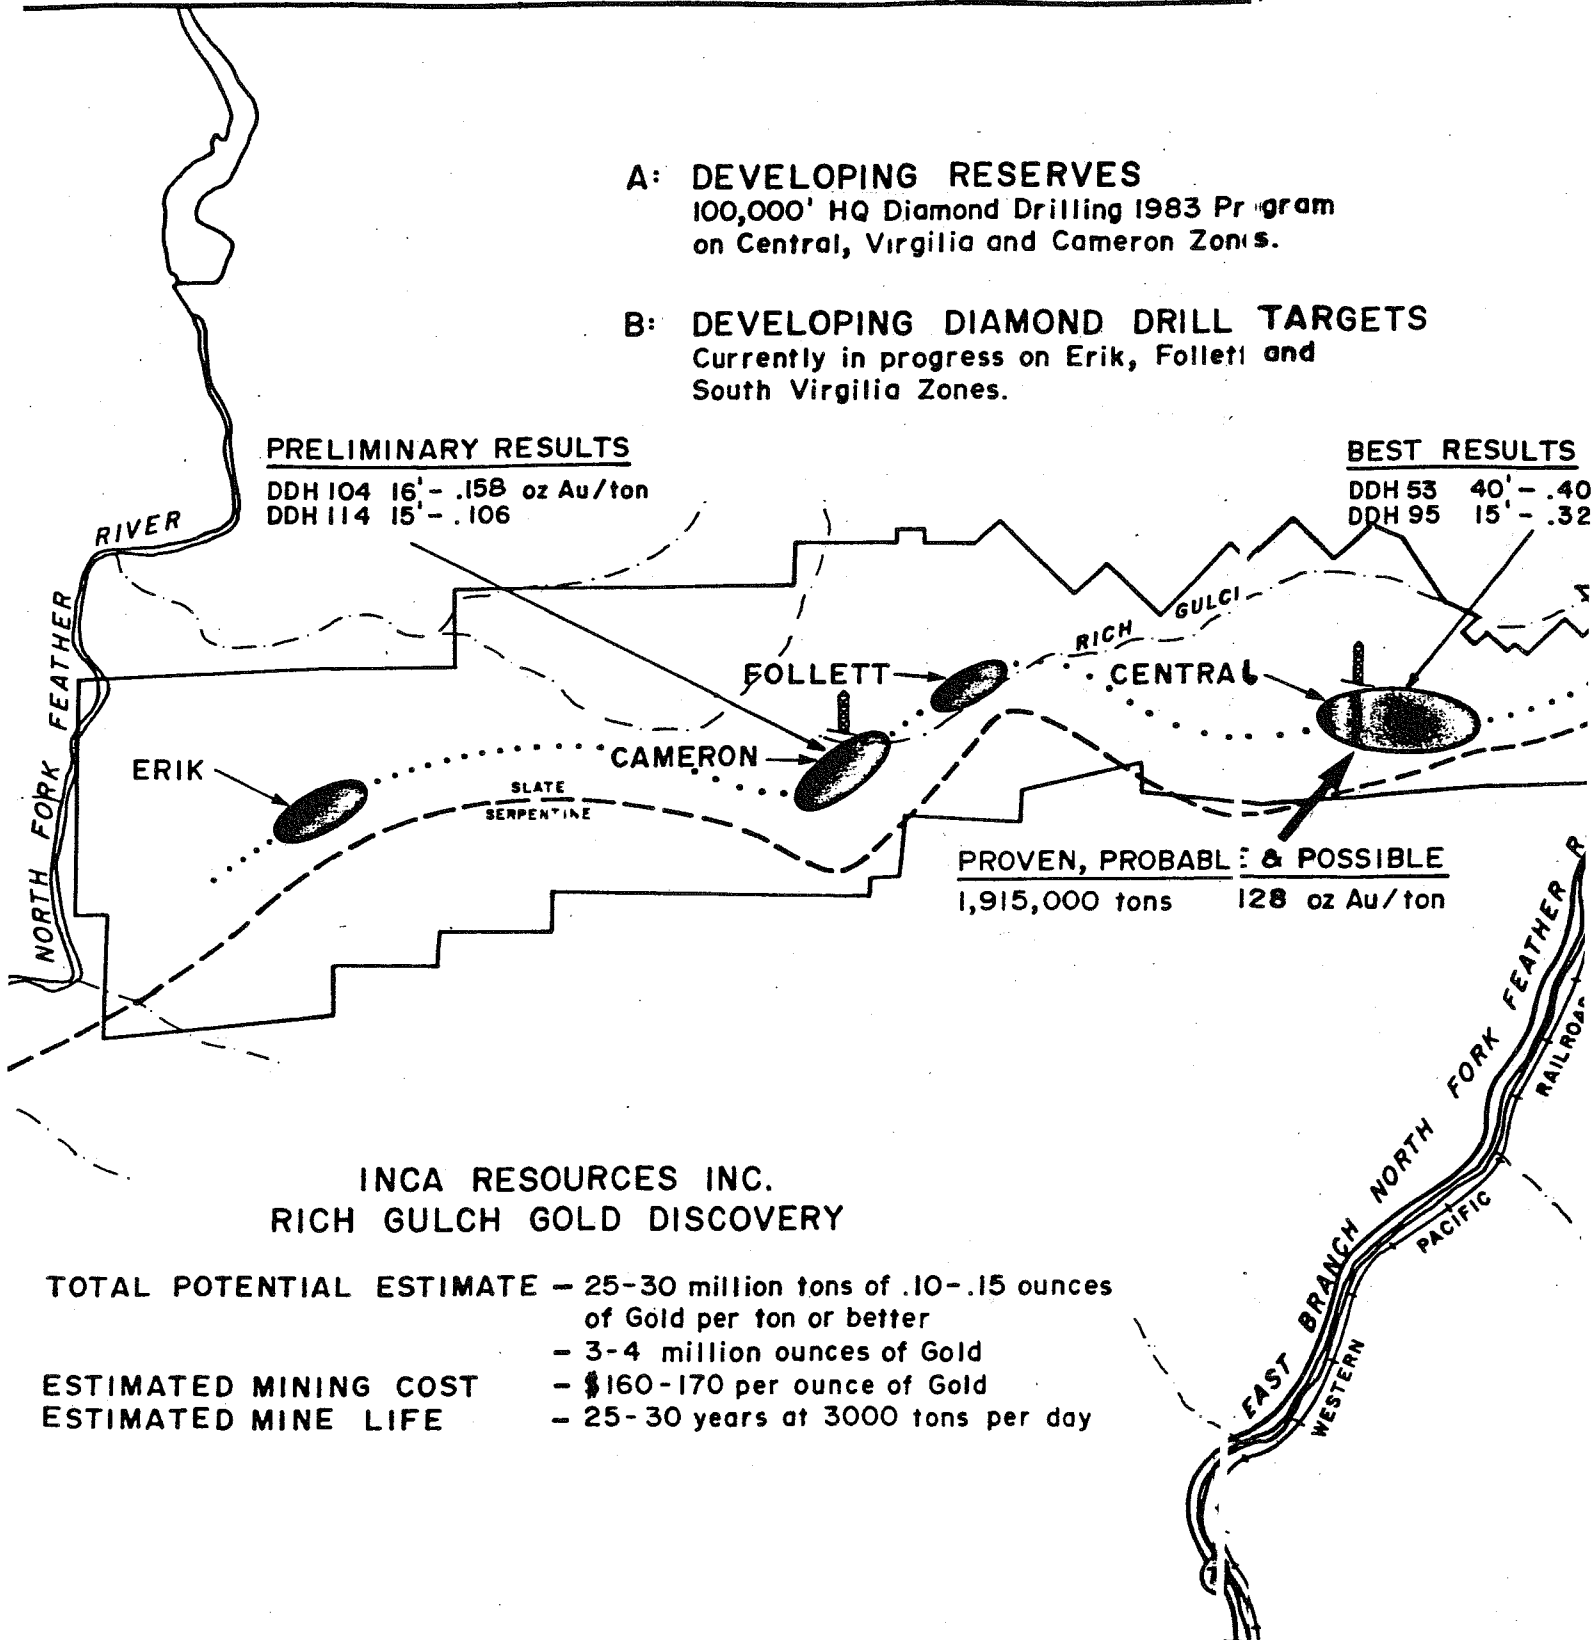 A: DEVELOPING RESERVES
100,000' HQ Diamond Drilling 1983 Pr gram
on Central, Virgilia and Cameron Zones.
B: DEVELOPING DIAMOND DRILL TARGETS
Currently in progress on Erik, Follett and
South Virgilia Zones.
PRELIMINARY RESULTS
DDH 104 16' - .158 oz Au/ton
DDH 114 15' - .106
BEST RESULTS
DDH 53 40' - .40
DDH 95 15' - .32
RIVER
NORTH FORK FEATHER
RICH GULCI
FOLLETT
CENTRAL
CAMERON
ERIK
SLATE
SERPENTINE
PROVEN, PROBABLE & POSSIBLE
1,915,000 tons 128 oz Au/ton
EAST BRANCH NORTH FORK FEATHER R
WESTERN PACIFIC RAILROAD
INCA RESOURCES INC.
RICH GULCH GOLD DISCOVERY
TOTAL POTENTIAL ESTIMATE - 25-30 million tons of .10-.15 ounces
of Gold per ton or better
- 3-4 million ounces of Gold
ESTIMATED MINING COST - $160-170 per ounce of Gold
ESTIMATED MINE LIFE - 25-30 years at 3000 tons per day